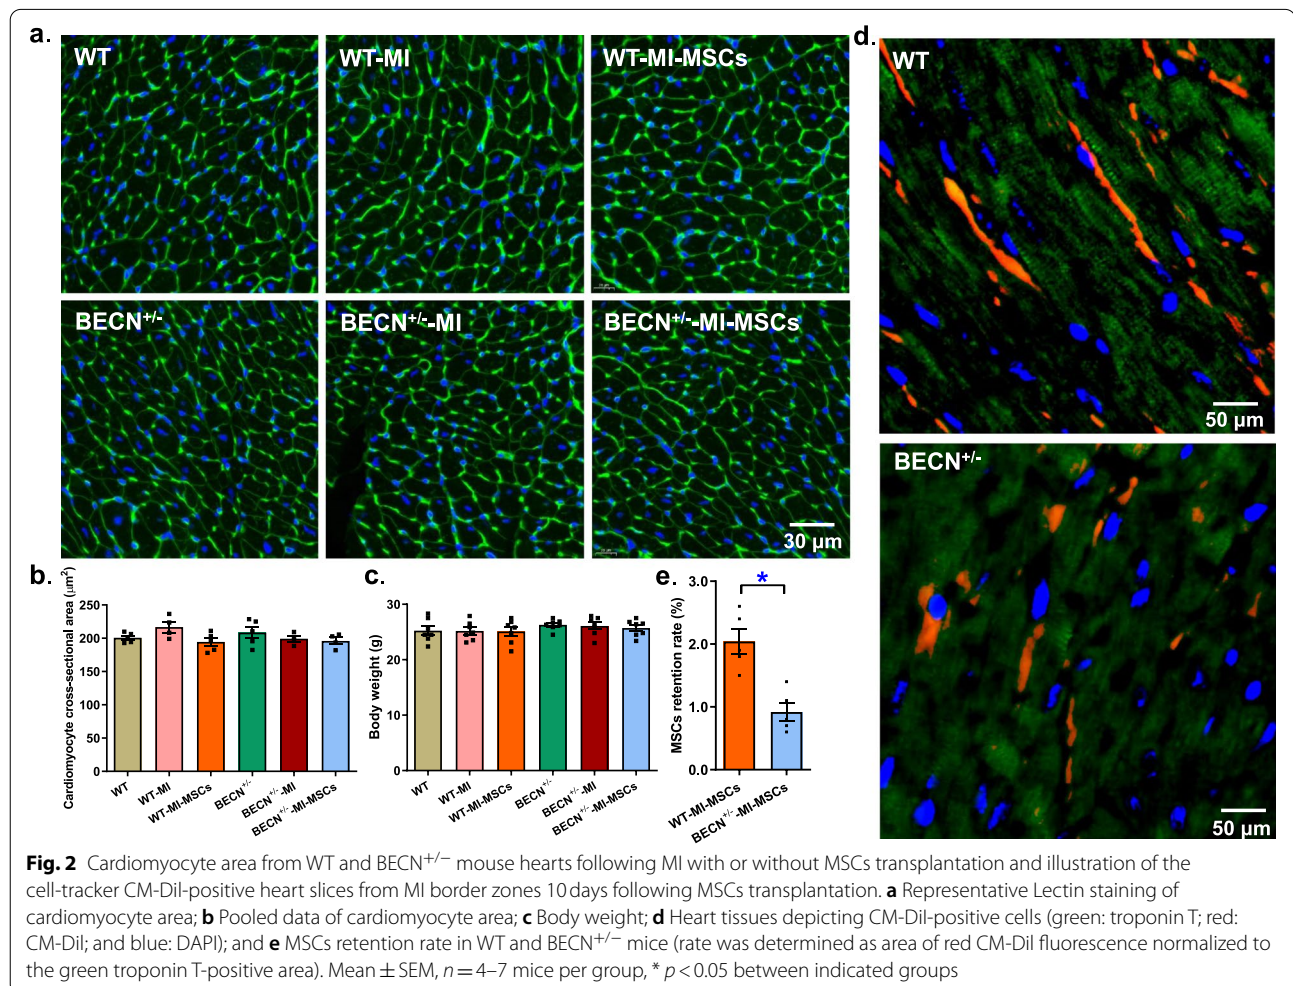 a.
WT
WT-MI
WT-MI-MSCs
BECN+/-
BECN+/--MI
BECN+/--MI-MSCs
30 µm
d.
WT
50 µm
BECN+/-
50 µm
b.
Cardiomyocyte cross-sectional area (µm2)
250
200
150
100
50
0
WT
WT-MI
WT-MI-MSCs
BECN+/-
BECN+/--MI
BECN+/--MI-MSCs
c.
Body weight (g)
30
20
10
0
WT
WT-MI
WT-MI-MSCs
BECN+/-
BECN+/--MI
BECN+/--MI-MSCs
e.
MSCs retention rate (%)
3.0
2.0
1.0
0.0
*
WT-MI-MSCs
BECN+/--MI-MSCs
Fig. 2 Cardiomyocyte area from WT and BECN+/− mouse hearts following MI with or without MSCs transplantation and illustration of the
cell-tracker CM-Dil-positive heart slices from MI border zones 10 days following MSCs transplantation. a Representative Lectin staining of
cardiomyocyte area; b Pooled data of cardiomyocyte area; c Body weight; d Heart tissues depicting CM-Dil-positive cells (green: troponin T; red:
CM-Dil; and blue: DAPI); and e MSCs retention rate in WT and BECN+/− mice (rate was determined as area of red CM-Dil fluorescence normalized to
the green troponin T-positive area). Mean ± SEM, n = 4–7 mice per group, * p < 0.05 between indicated groups